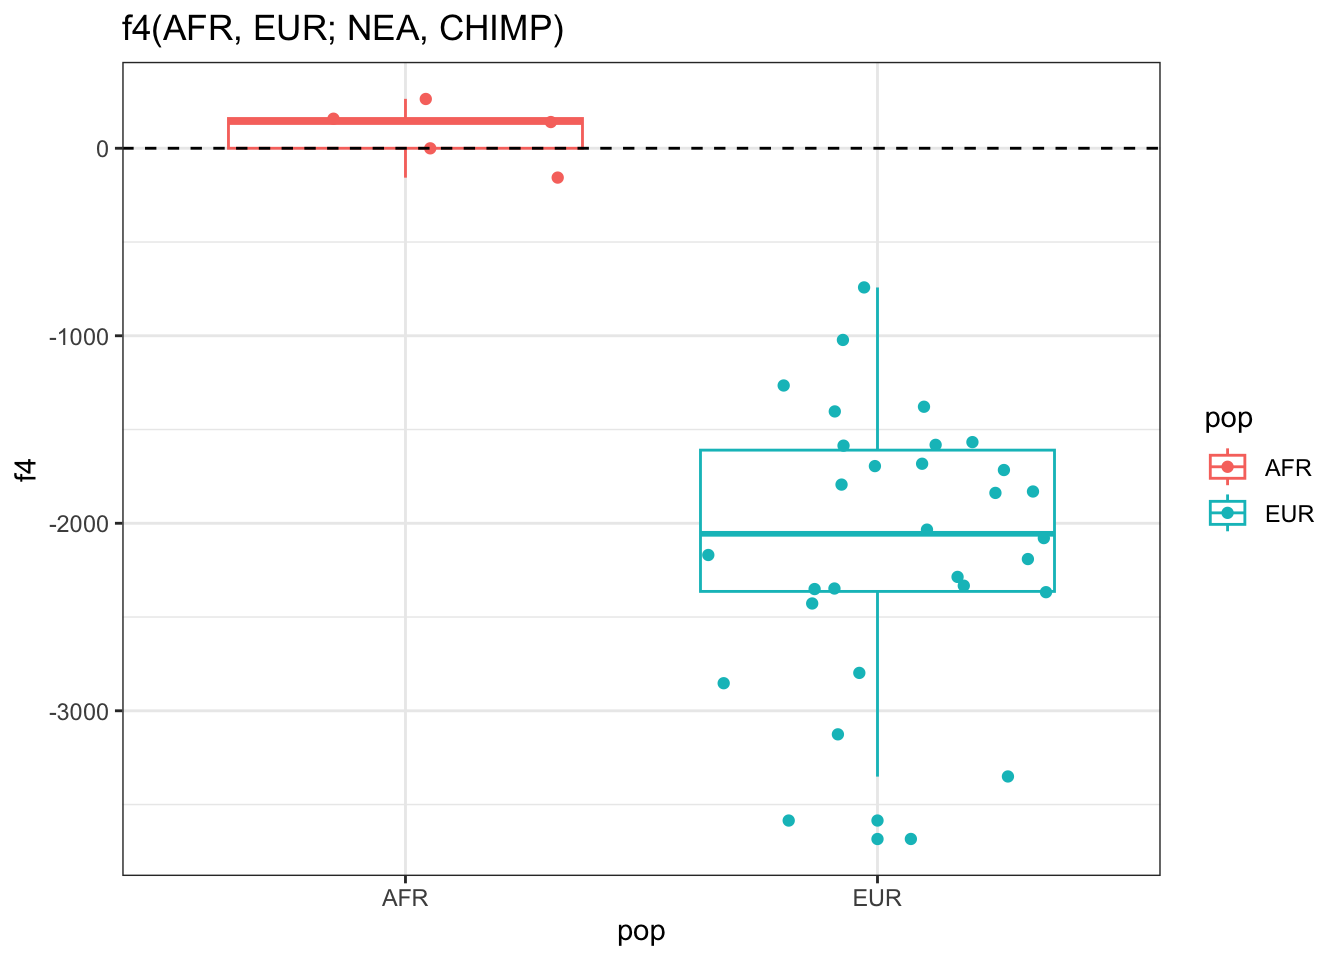 f4(AFR, EUR; NEA, CHIMP)
f4
0
-1000
-2000
-3000
AFR
EUR
pop
pop
AFR
EUR